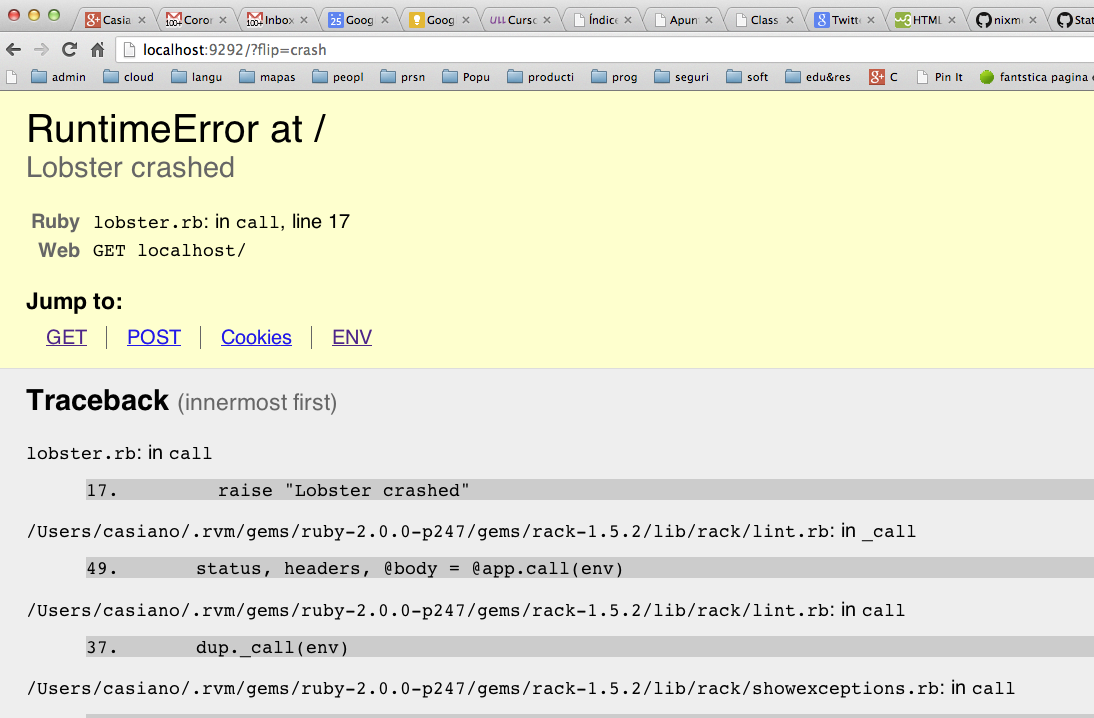 Casia Coror Inbox Goog Goog ULL Curso Índice Apun Class Twitt HTML nixm Stat
localhost:9292/?flip=crash
admin cloud langu mapas peopl prsn Popu producti prog seguri soft edu&res C Pin It fantstica pagina
RuntimeError at /
Lobster crashed
Ruby lobster.rb: in call, line 17
Web GET localhost/
Jump to:
GET POST Cookies ENV
Traceback (innermost first)
lobster.rb: in call
17. raise "Lobster crashed"
/Users/casiano/.rvm/gems/ruby-2.0.0-p247/gems/rack-1.5.2/lib/rack/lint.rb: in _call
49. status, headers, @body = @app.call(env)
/Users/casiano/.rvm/gems/ruby-2.0.0-p247/gems/rack-1.5.2/lib/rack/lint.rb: in call
37. dup._call(env)
/Users/casiano/.rvm/gems/ruby-2.0.0-p247/gems/rack-1.5.2/lib/rack/showexceptions.rb: in call